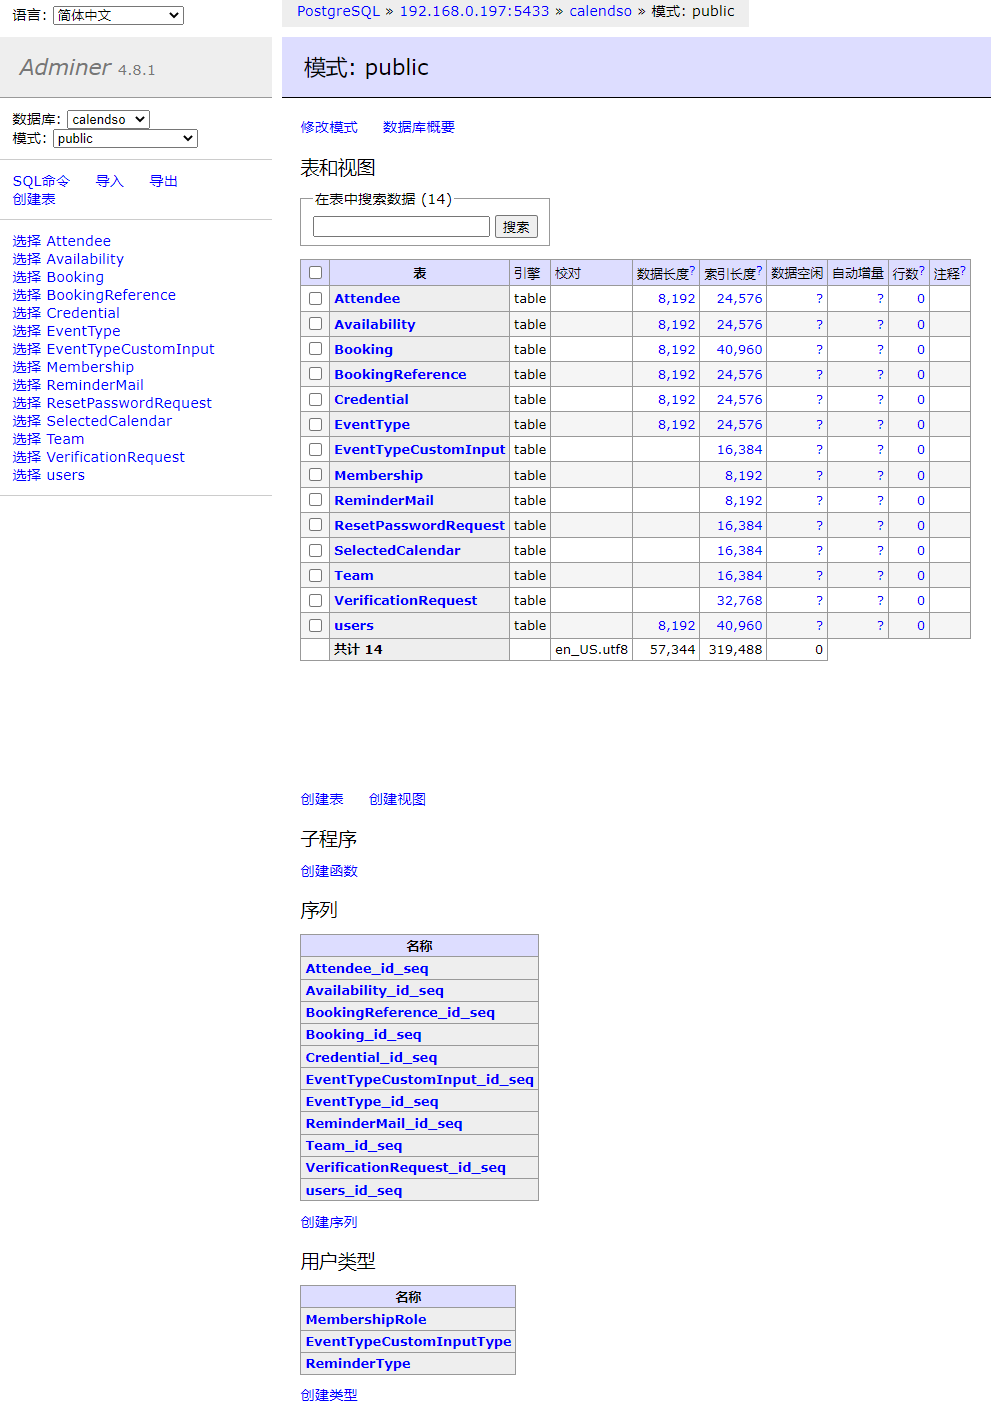 语言: 简体中文
PostgreSQL » 192.168.0.197:5433 » calendso » 模式: public
Adminer 4.8.1
模式: public
数据库: calendso
模式: public
SQL命令 导入 导出
创建表
选择 Attendee
选择 Availability
选择 Booking
选择 BookingReference
选择 Credential
选择 EventType
选择 EventTypeCustomInput
选择 Membership
选择 ReminderMail
选择 ResetPasswordRequest
选择 SelectedCalendar
选择 Team
选择 VerificationRequest
选择 users
修改模式 数据库概要
表和视图
在表中搜索数据 (14)
搜索
表 引擎 校对 数据长度? 索引长度? 数据空闲 自动增量 行数? 注释?
Attendee table 8,192 24,576 ? ? 0
Availability table 8,192 24,576 ? ? 0
Booking table 8,192 40,960 ? ? 0
BookingReference table 8,192 24,576 ? ? 0
Credential table 8,192 24,576 ? ? 0
EventType table 8,192 24,576 ? ? 0
EventTypeCustomInput table 16,384 ? ? 0
Membership table 8,192 ? ? 0
ReminderMail table 8,192 ? ? 0
ResetPasswordRequest table 16,384 ? ? 0
SelectedCalendar table 16,384 ? ? 0
Team table 16,384 ? ? 0
VerificationRequest table 32,768 ? ? 0
users table 8,192 40,960 ? ? 0
共计 14 en_US.utf8 57,344 319,488 0
创建表 创建视图
子程序
创建函数
序列
名称
Attendee_id_seq
Availability_id_seq
BookingReference_id_seq
Booking_id_seq
Credential_id_seq
EventTypeCustomInput_id_seq
EventType_id_seq
ReminderMail_id_seq
Team_id_seq
VerificationRequest_id_seq
users_id_seq
创建序列
用户类型
名称
MembershipRole
EventTypeCustomInputType
ReminderType
创建类型